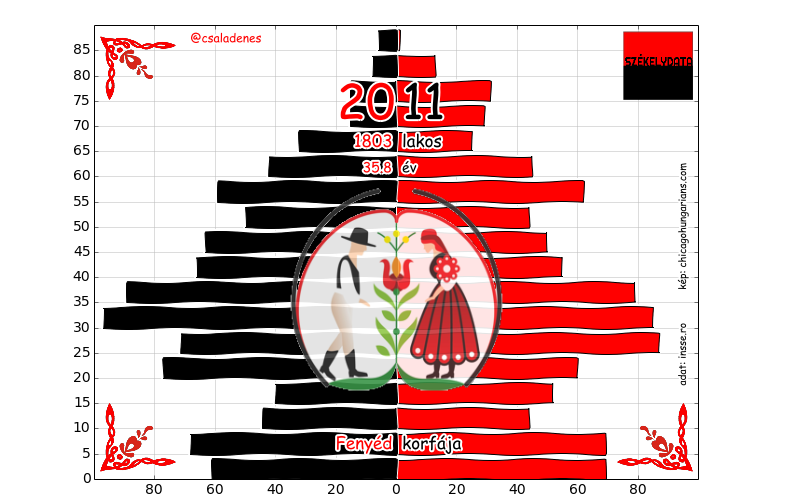 @csaladenes
SZÉKELYDATA
2011
1803 lakos
35.8 év
kép: chicagohungarians.com
adat: insse.ro
Fenyéd korfája
85
80
75
70
65
60
55
50
45
40
35
30
25
20
15
10
5
0
80 60 40 20 0 20 40 60 80